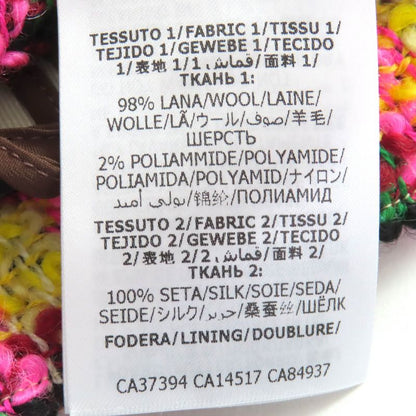 TESSUTO 1/FABRIC 1/TISSU 1/
TEJIDO 1/GEWEBE 1/TECIDO
1/表地 1/قماش 1/面料 1/
ТКАНЬ 1:
98% LANA/WOOL/LAINE/
WOLLE/LÃ/ウール/صوف/羊毛/
ШЕРСТЬ
2% POLIAMMIDE/POLYAMIDE/
POLIAMIDA/POLYAMID/ナイロン/
بولي أميد/锦纶/ПОЛИАМИД
TESSUTO 2/FABRIC 2/TISSU 2/
TEJIDO 2/GEWEBE 2/TECIDO
2/表地 2/قماش 2/面料 2/
ТКАНЬ 2:
100% SETA/SILK/SOIE/SEDA/
SEIDE/シルク/حرير/桑蚕丝/ШЁЛК
FODERA/LINING/DOUBLURE/
CA37394 CA14517 CA84937